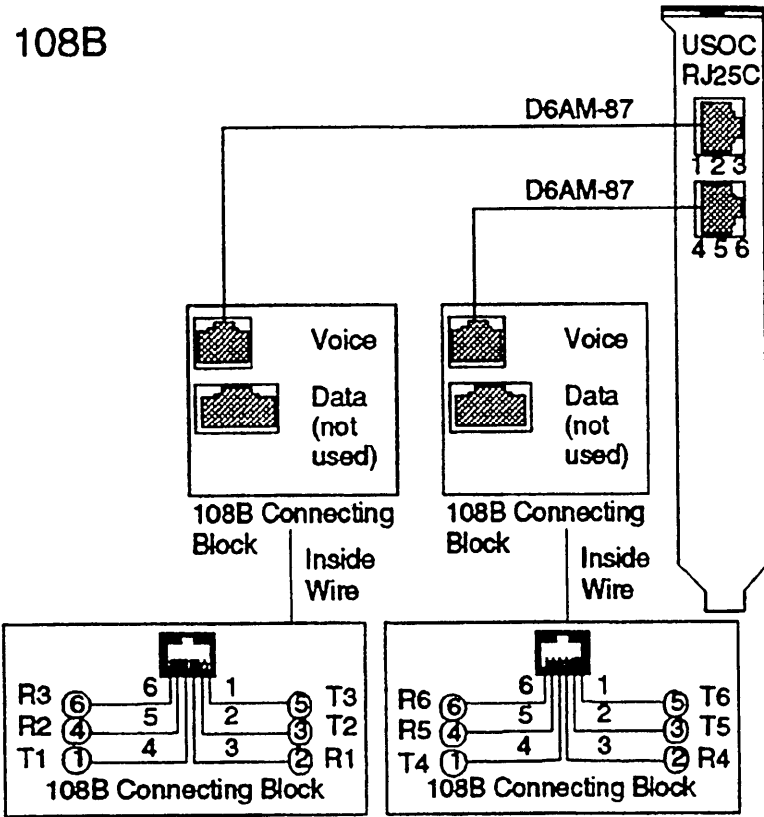 108B
USOC
RJ25C
D6AM-87
1 2 3
D6AM-87
4 5 6
Voice
Data
(not
used)
Voice
Data
(not
used)
108B Connecting
Block
Inside
Wire
108B Connecting
Block
Inside
Wire
R3 6 6 1 5 T3
R2 4 5 2 3 T2
T1 1 4 3 2 R1
108B Connecting Block
R6 6 6 1 5 T6
R5 4 5 2 3 T5
T4 1 4 3 2 R4
108B Connecting Block